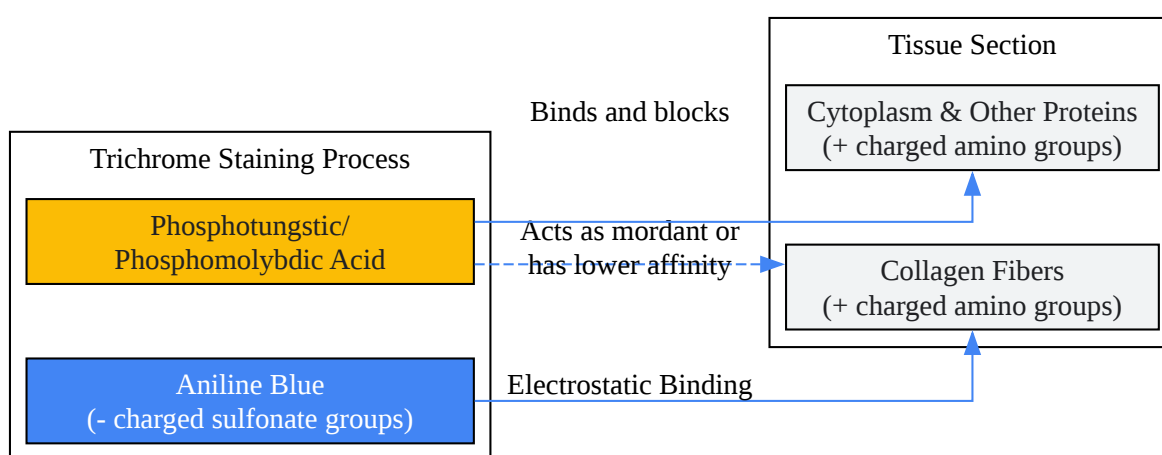 Trichrome Staining Process
Phosphotungstic/
Phosphomolybdic Acid
Aniline Blue
(- charged sulfonate groups)
Binds and blocks
Acts as mordant or
has lower affinity
Electrostatic Binding
Tissue Section
Cytoplasm & Other Proteins
(+ charged amino groups)
Collagen Fibers
(+ charged amino groups)